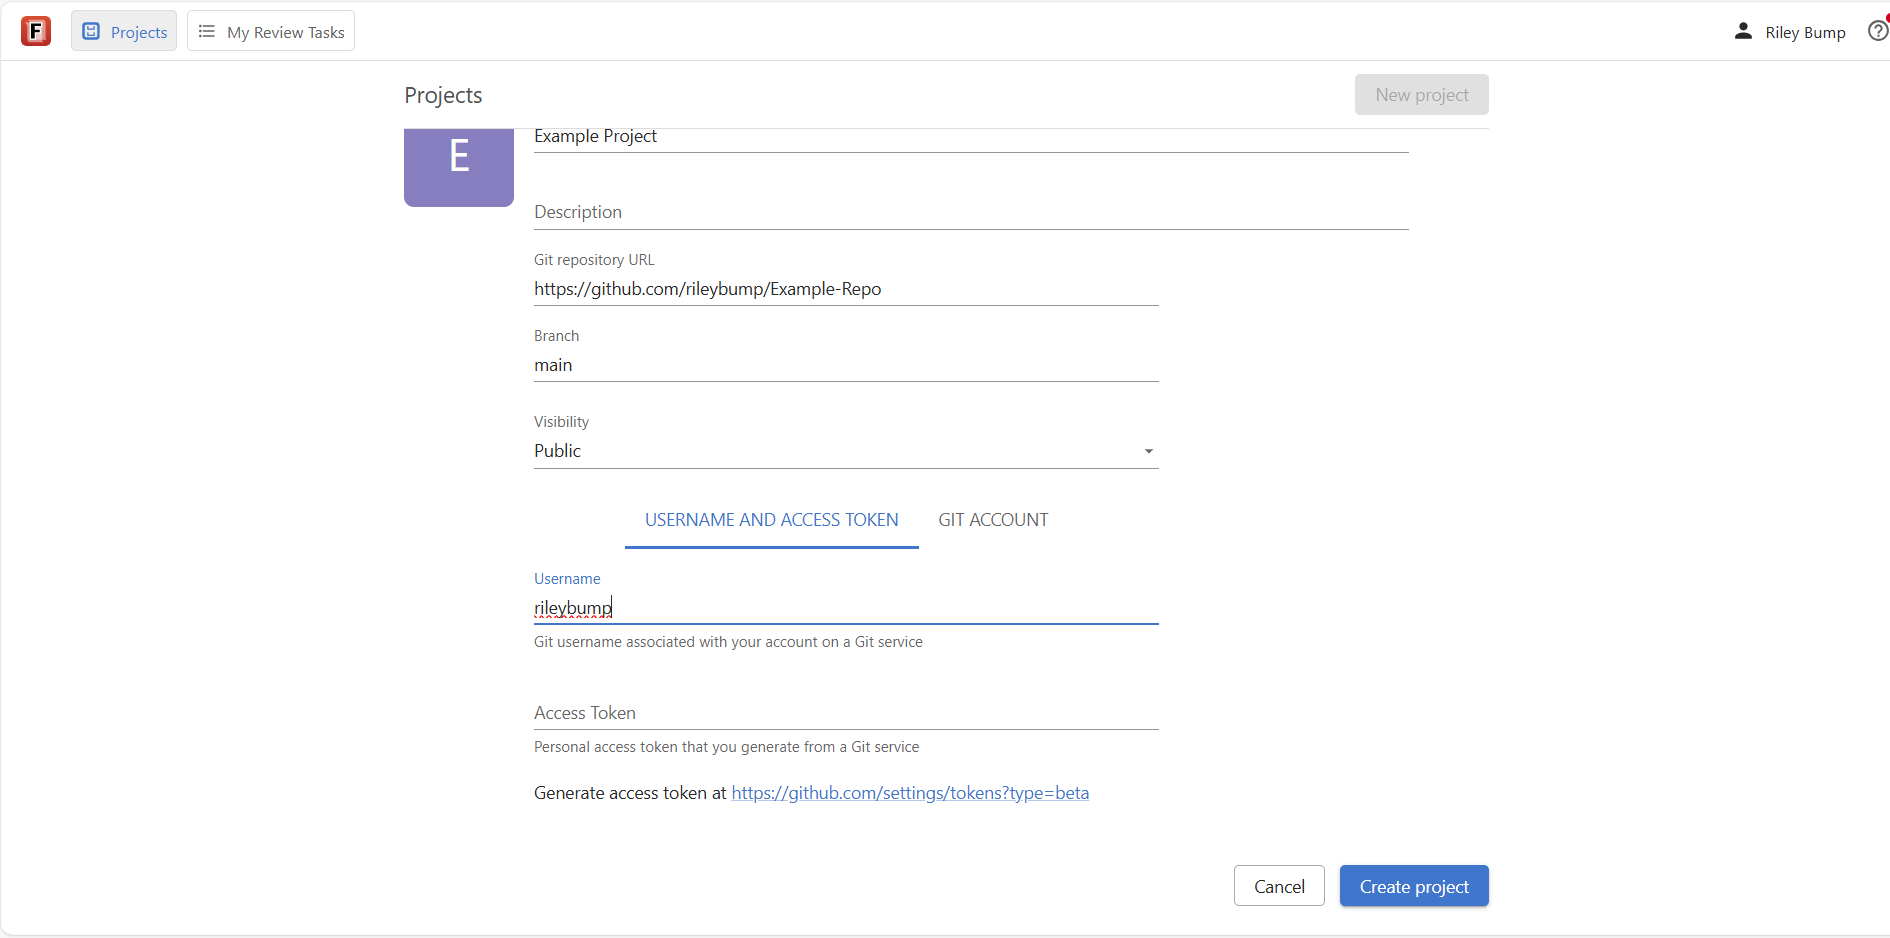 F Projects My Review Tasks Riley Bump ?
Projects New project
E
Example Project
Description
Git repository URL
https://github.com/rileybump/Example-Repo
Branch
main
Visibility
Public
USERNAME AND ACCESS TOKEN GIT ACCOUNT
Username
rileybump
Git username associated with your account on a Git service
Access Token
Personal access token that you generate from a Git service
Generate access token at https://github.com/settings/tokens?type=beta
Cancel Create project